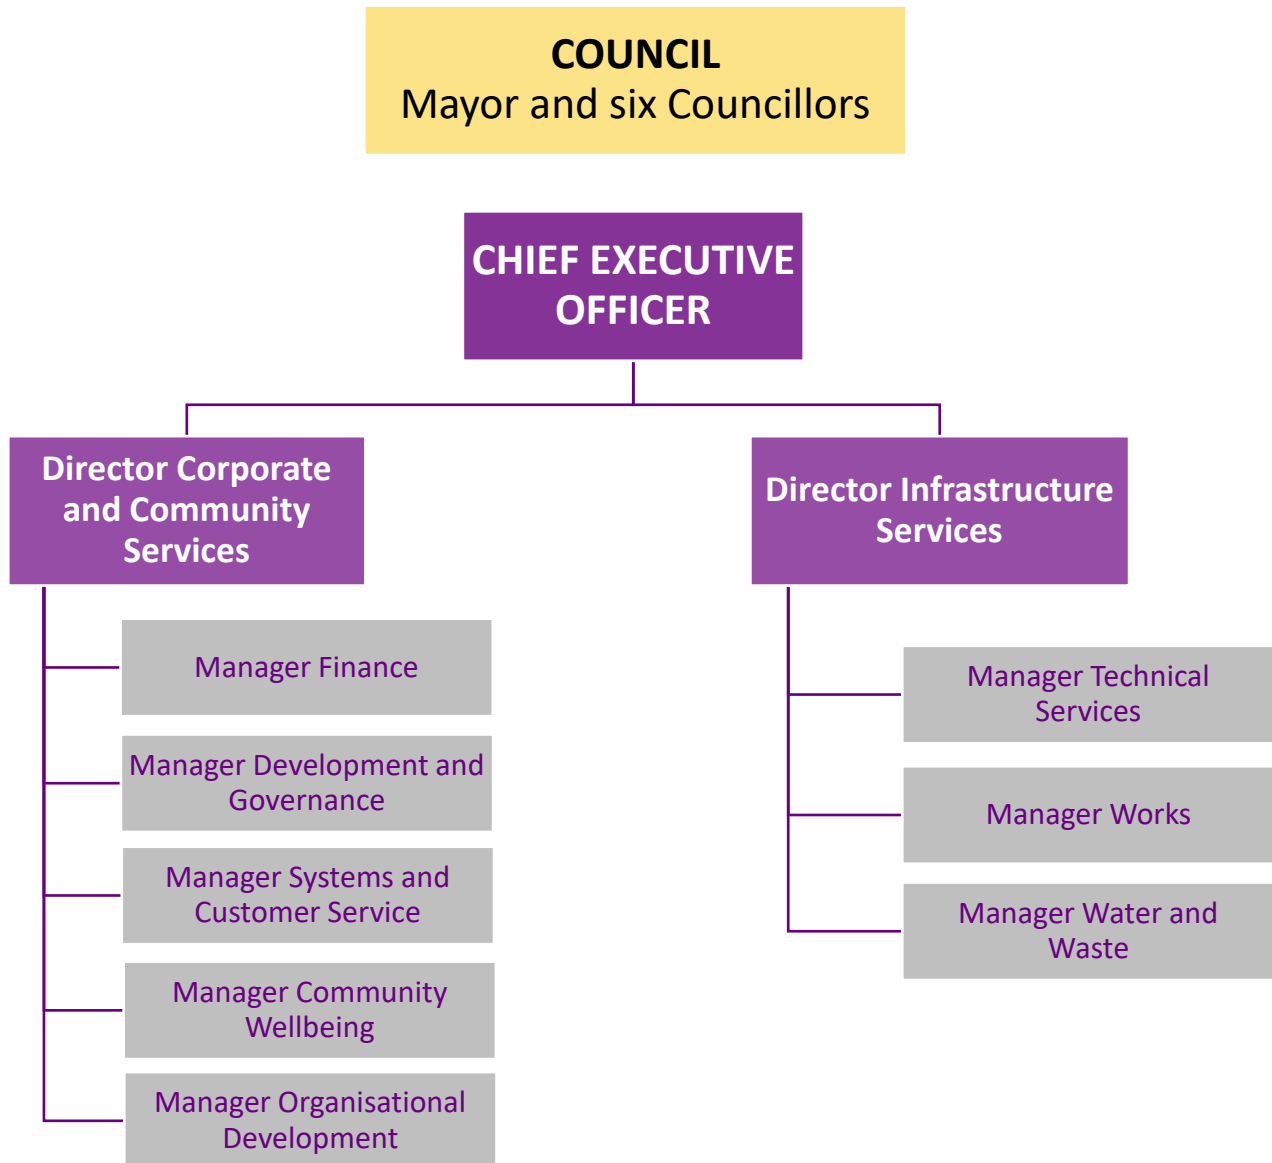 COUNCIL
Mayor and six Councillors
CHIEF EXECUTIVE
OFFICER
Director Corporate
and Community
Services
Manager Finance
Manager Development and
Governance
Manager Systems and
Customer Service
Manager Community
Wellbeing
Manager Organisational
Development
Director Infrastructure
Services
Manager Technical
Services
Manager Works
Manager Water and
Waste